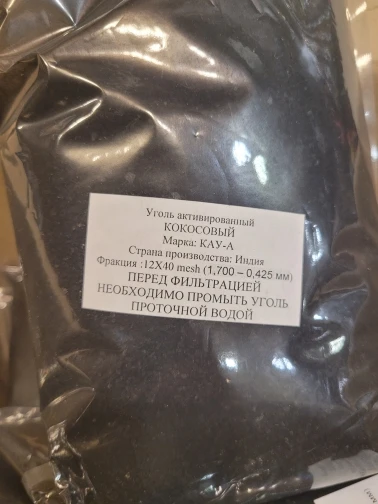 Уголь активированный
КОКОСОВЫЙ
Марка: КАУ-А
Страна производства: Индия
Фракция :12X40 mesh (1,700 – 0,425 мм)
ПЕРЕД ФИЛЬТРАЦИЕЙ
НЕОБХОДИМО ПРОМЫТЬ УГОЛЬ
ПРОТОЧНОЙ ВОДОЙ